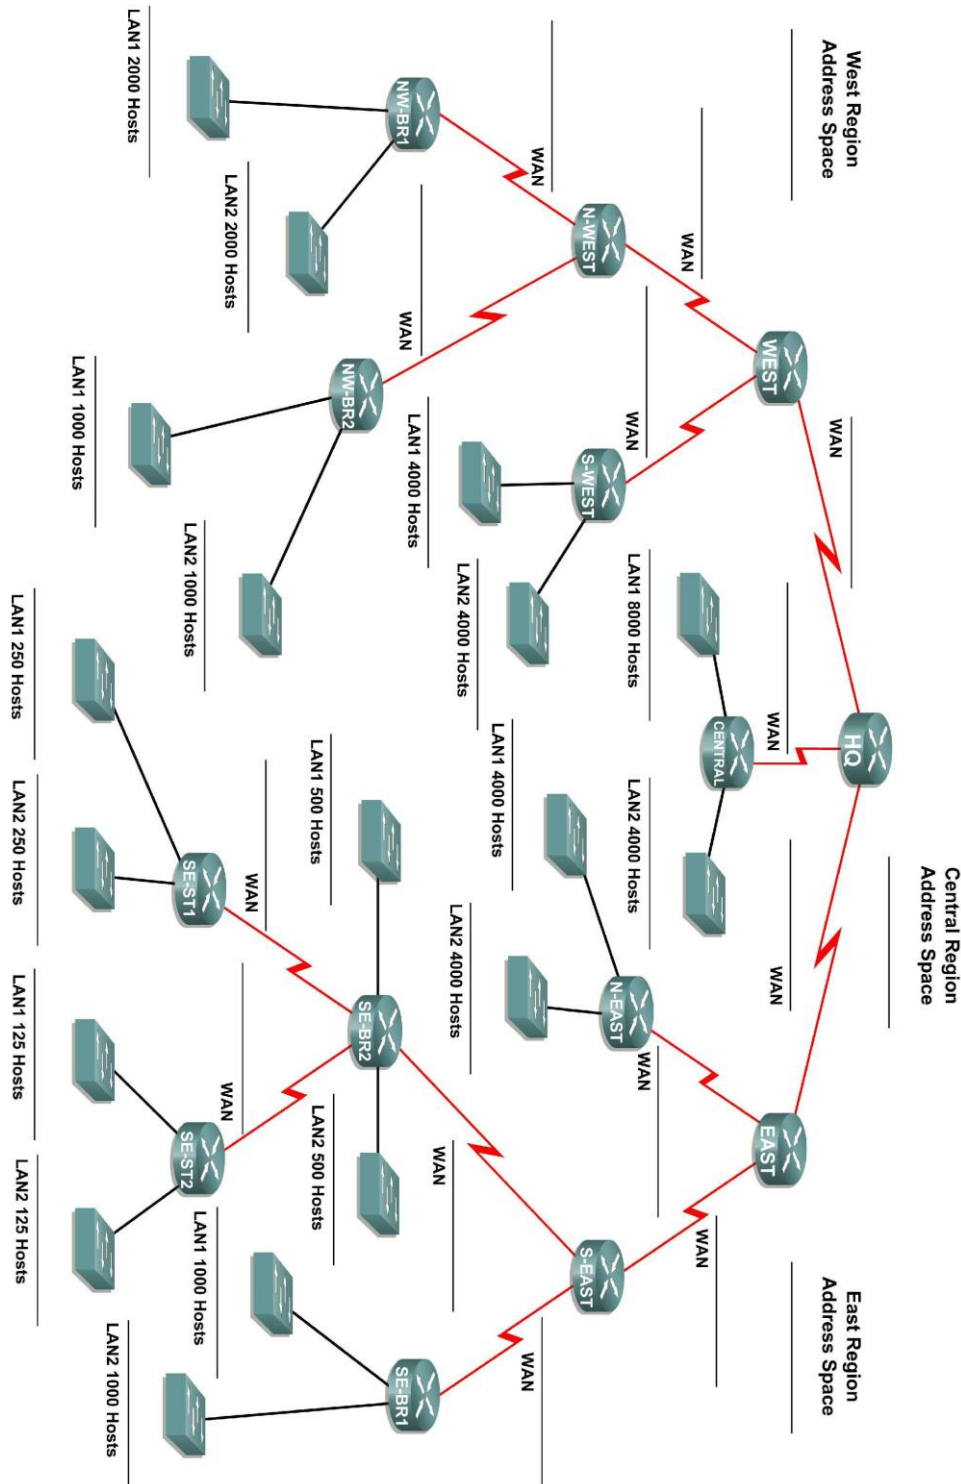 Central Region
Address Space
West Region
Address Space
HQ
East Region
Address Space
WAN
WEST
WAN
WAN
EAST
WAN
CENTRAL
WAN
WAN
LAN1 8000 Hosts
LAN2 4000 Hosts
WAN
N-WEST
S-WEST
N-EAST
S-EAST
WAN
WAN
LAN1 4000 Hosts
LAN2 4000 Hosts
LAN1 4000 Hosts
LAN2 4000 Hosts
WAN
WAN
NW-BR1
NW-BR2
SE-BR2
SE-BR1
LAN1 500 Hosts
LAN2 500 Hosts
LAN2 2000 Hosts
WAN
WAN
SE-ST1
SE-ST2
LAN1 2000 Hosts
LAN2 1000 Hosts
LAN1 1000 Hosts
LAN1 1000 Hosts
LAN2 1000 Hosts
LAN1 250 Hosts
LAN2 250 Hosts
LAN1 125 Hosts
LAN2 125 Hosts